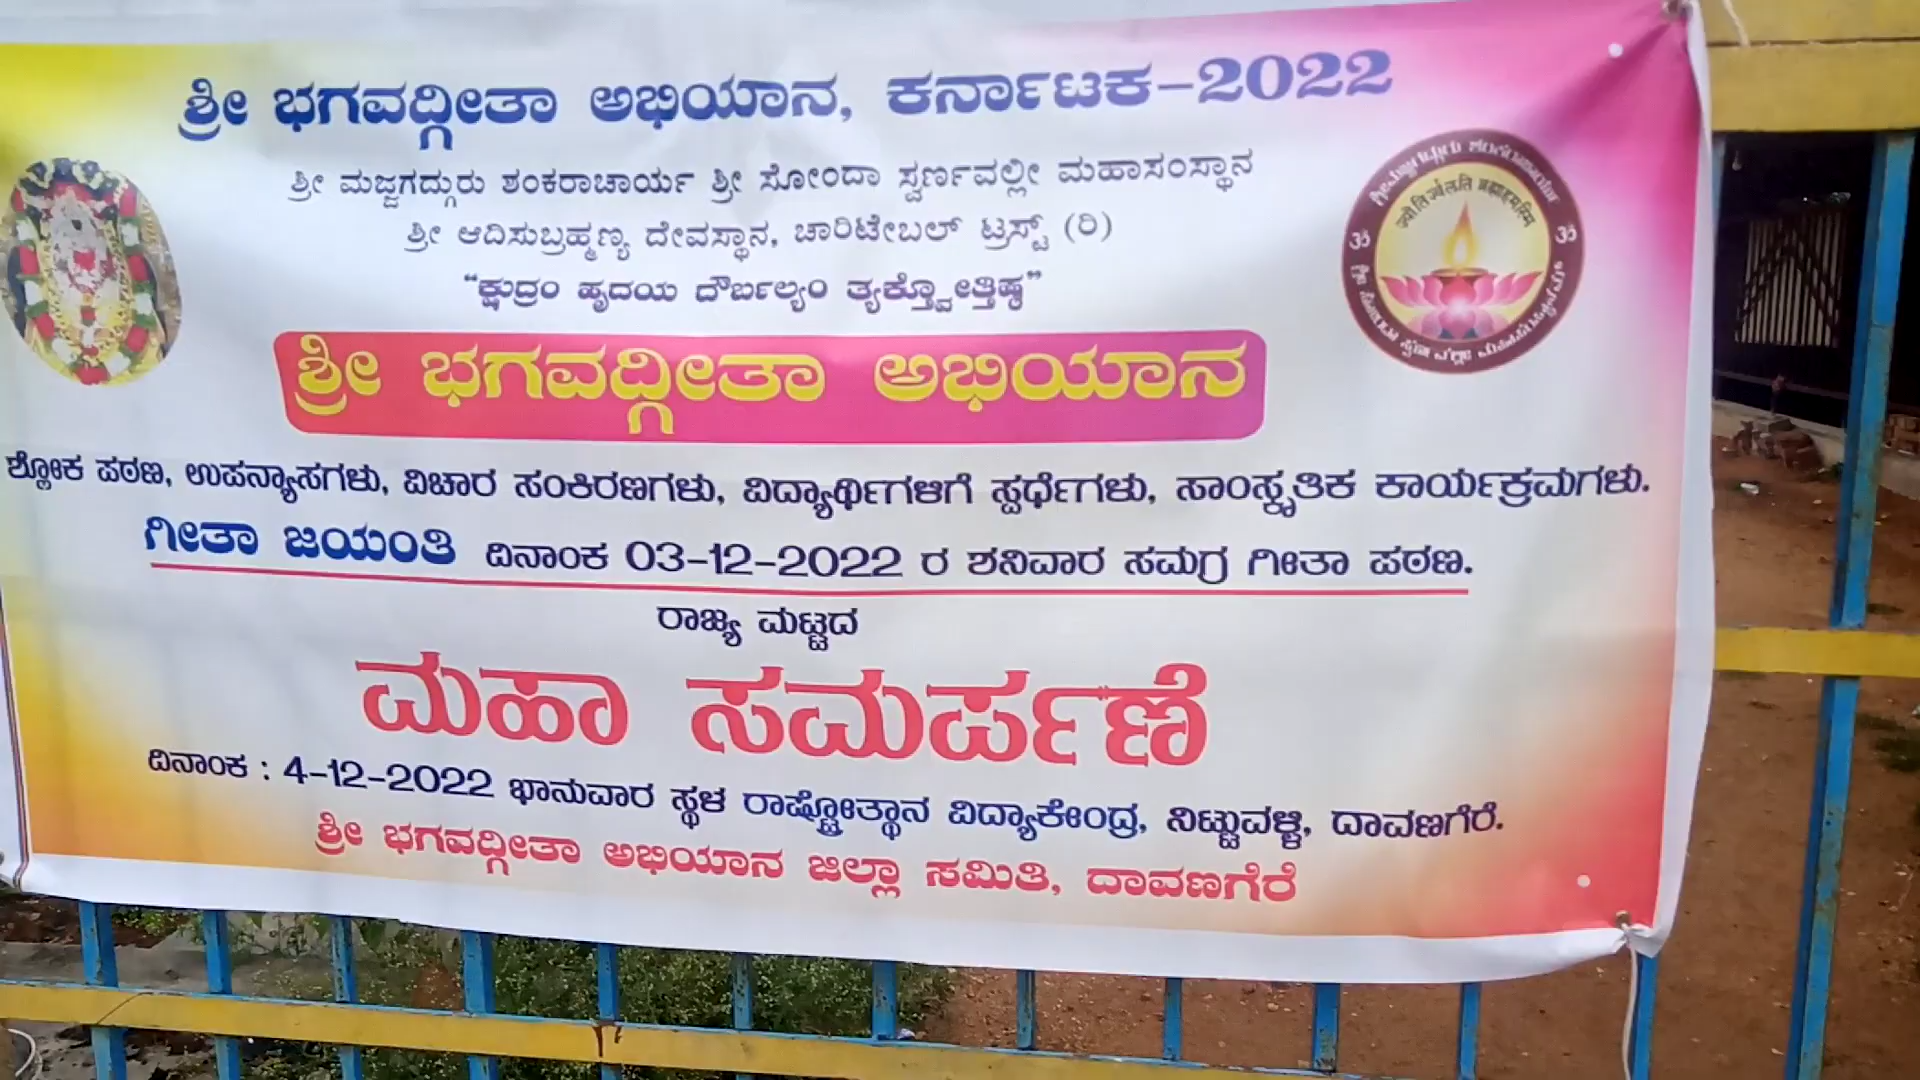 ಶ್ರೀ ಭಗವದ್ಗೀತಾ ಅಭಿಯಾನ, ಕರ್ನಾಟಕ-2022
ಶ್ರೀ ಮಜ್ಜಗದ್ಗುರು ಶಂಕರಾಚಾರ್ಯ ಶ್ರೀ ಸೋಂದಾ ಸ್ವರ್ಣವಲ್ಲೀ ಮಹಾಸಂಸ್ಥಾನ
ಶ್ರೀ ಆದಿಸುಬ್ರಹ್ಮಣ್ಯ ದೇವಸ್ಥಾನ, ಚಾರಿಟೇಬಲ್ ಟ್ರಸ್ಟ್ (ರಿ)
“ಕ್ಷುದ್ರಂ ಹೃದಯ ದೌರ್ಬಲ್ಯಂ ತ್ಯಕ್ತ್ವೋತ್ತಿಷ್ಠ”
ಶ್ರೀ ಭಗವದ್ಗೀತಾ ಅಭಿಯಾನ
ಶ್ಲೋಕ ಪಠಣ, ಉಪನ್ಯಾಸಗಳು, ವಿಚಾರ ಸಂಕಿರಣಗಳು, ವಿದ್ಯಾರ್ಥಿಗಳಿಗೆ ಸ್ಪರ್ಧೆಗಳು, ಸಾಂಸ್ಕೃತಿಕ ಕಾರ್ಯಕ್ರಮಗಳು.
ಗೀತಾ ಜಯಂತಿ ದಿನಾಂಕ 03-12-2022 ರ ಶನಿವಾರ ಸಮಗ್ರ ಗೀತಾ ಪಠಣ.
ರಾಜ್ಯ ಮಟ್ಟದ
ಮಹಾ ಸಮರ್ಪಣೆ
ದಿನಾಂಕ : 4-12-2022 ಭಾನುವಾರ ಸ್ಥಳ ರಾಷ್ಟ್ರೋತ್ಥಾನ ವಿದ್ಯಾಕೇಂದ್ರ, ನಿಟ್ಟುವಳ್ಳಿ, ದಾವಣಗೆರೆ.
ಶ್ರೀ ಭಗವದ್ಗೀತಾ ಅಭಿಯಾನ ಜಿಲ್ಲಾ ಸಮಿತಿ, ದಾವಣಗೆರೆ